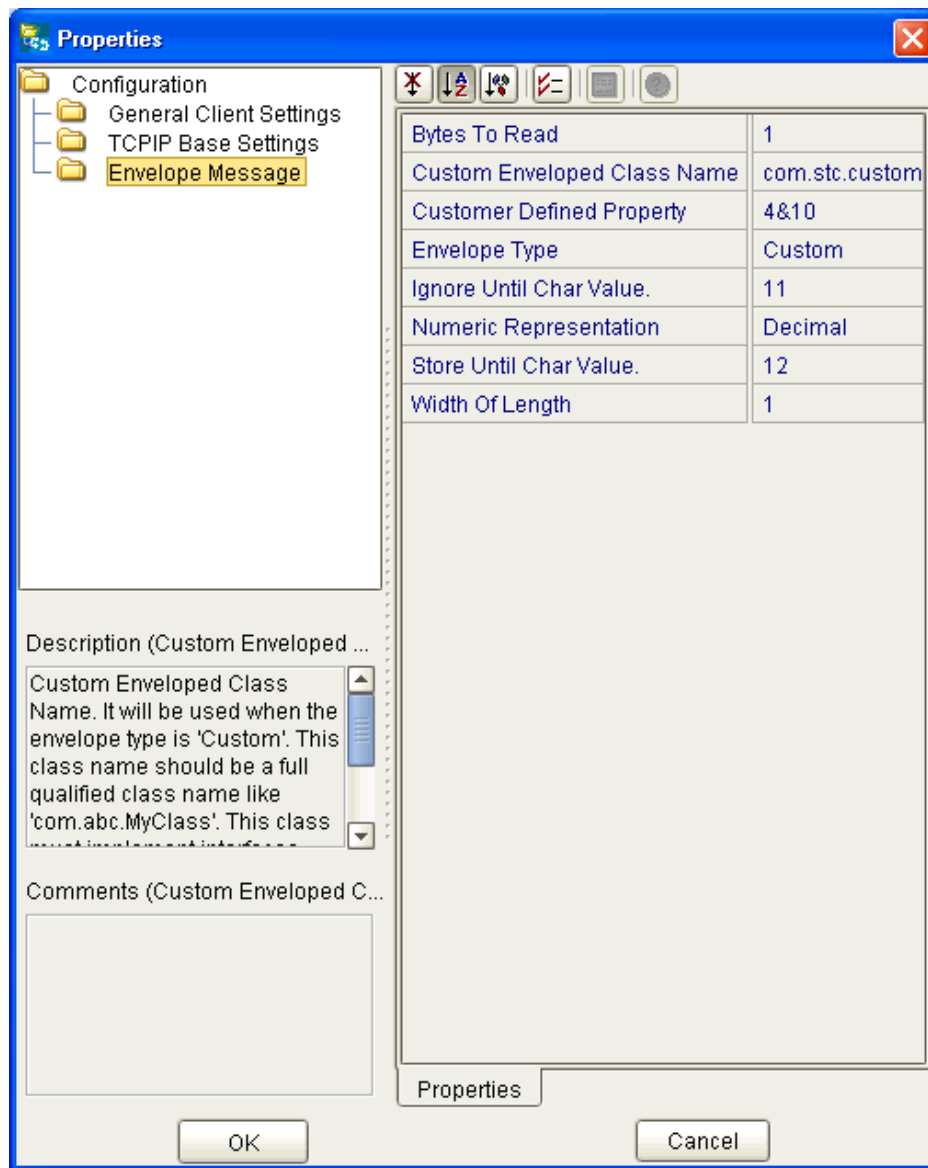 Properties
Configuration
General Client Settings
TCPIP Base Settings
Envelope Message
Bytes To Read 1
Custom Enveloped Class Name com.stc.custom
Customer Defined Property 4&10
Envelope Type Custom
Ignore Until Char Value. 11
Numeric Representation Decimal
Store Until Char Value. 12
Width Of Length 1
Description (Custom Enveloped ...
Custom Enveloped Class
Name. It will be used when the
envelope type is 'Custom'. This
class name should be a full
qualified class name like
'com.abc.MyClass'. This class
must implement interfaces
Comments (Custom Enveloped C...
Properties
OK Cancel